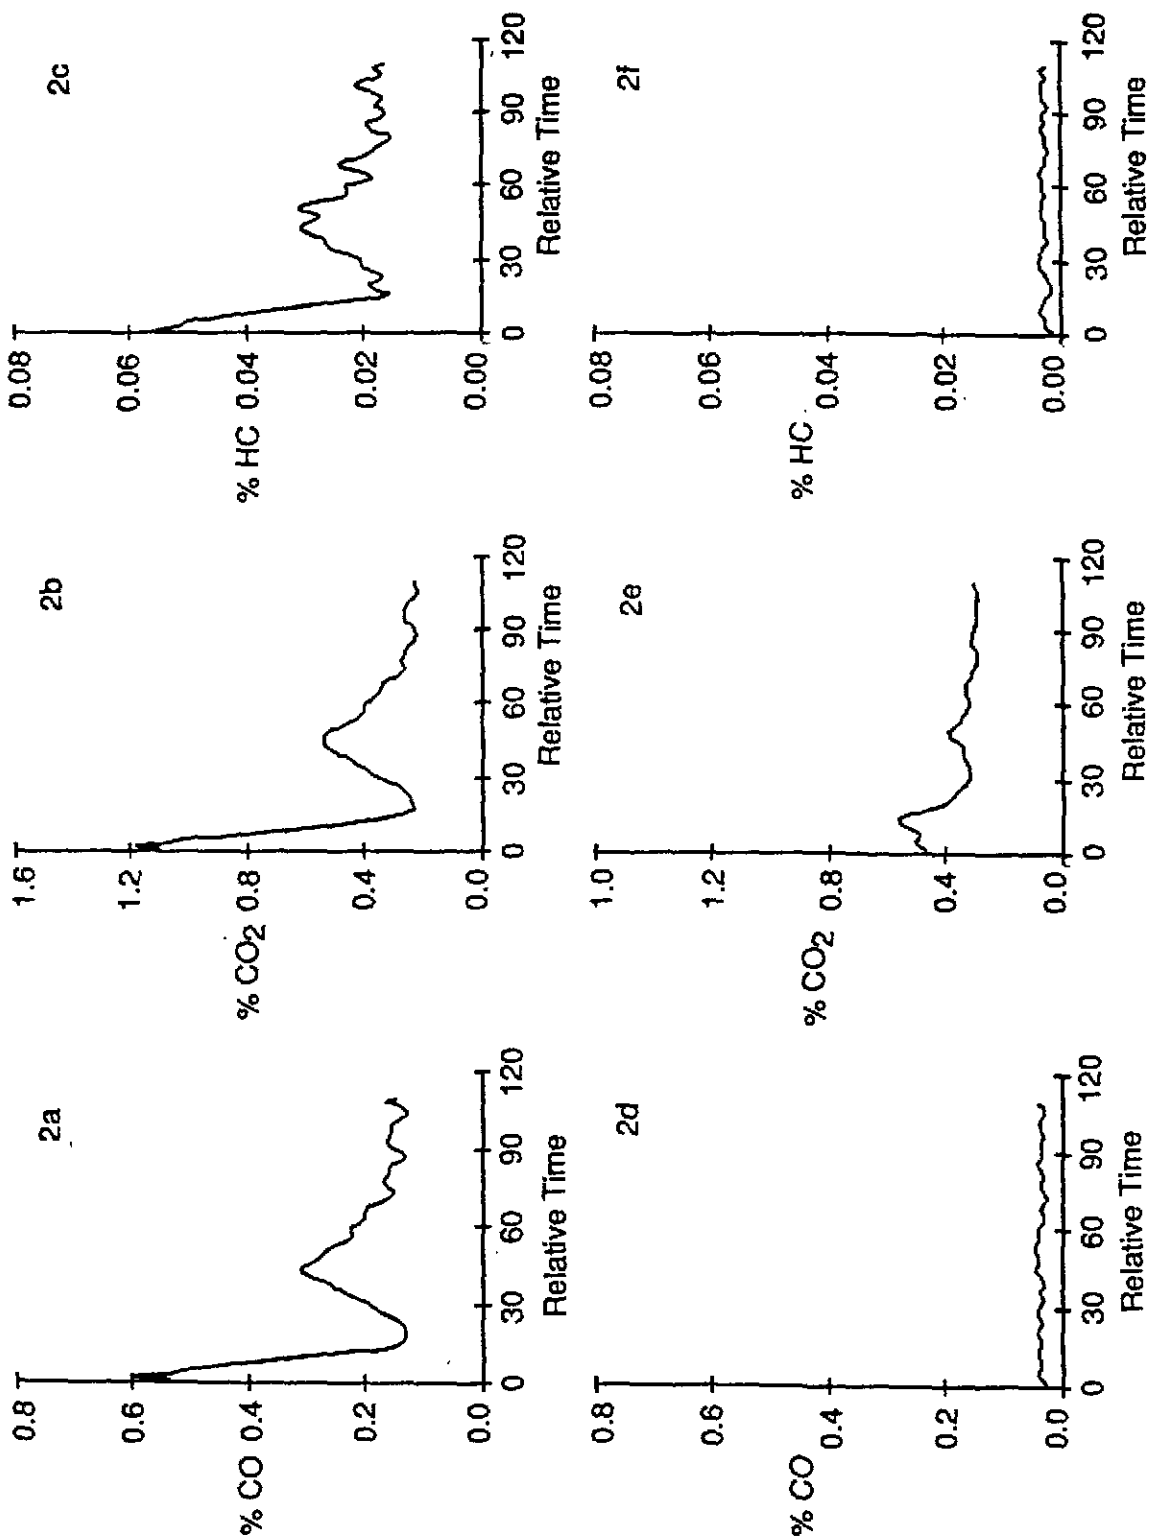 2a
0.8
0.6
% CO 0.4
0.2
0.0
0 30 60 90 120
Relative Time
2b
1.6
1.2
% CO2 0.8
0.4
0.0
0 30 60 90 120
Relative Time
2c
0.08
0.06
% HC 0.04
0.02
0.00
0 30 60 90 120
Relative Time
2d
0.8
0.6
% CO 0.4
0.2
0.0
0 30 60 90 120
Relative Time
2e
1.0
1.2
% CO2 0.8
0.4
0.0
0 30 60 90 120
Relative Time
2f
0.08
0.06
% HC 0.04
0.02
0.00
0 30 60 90 120
Relative Time